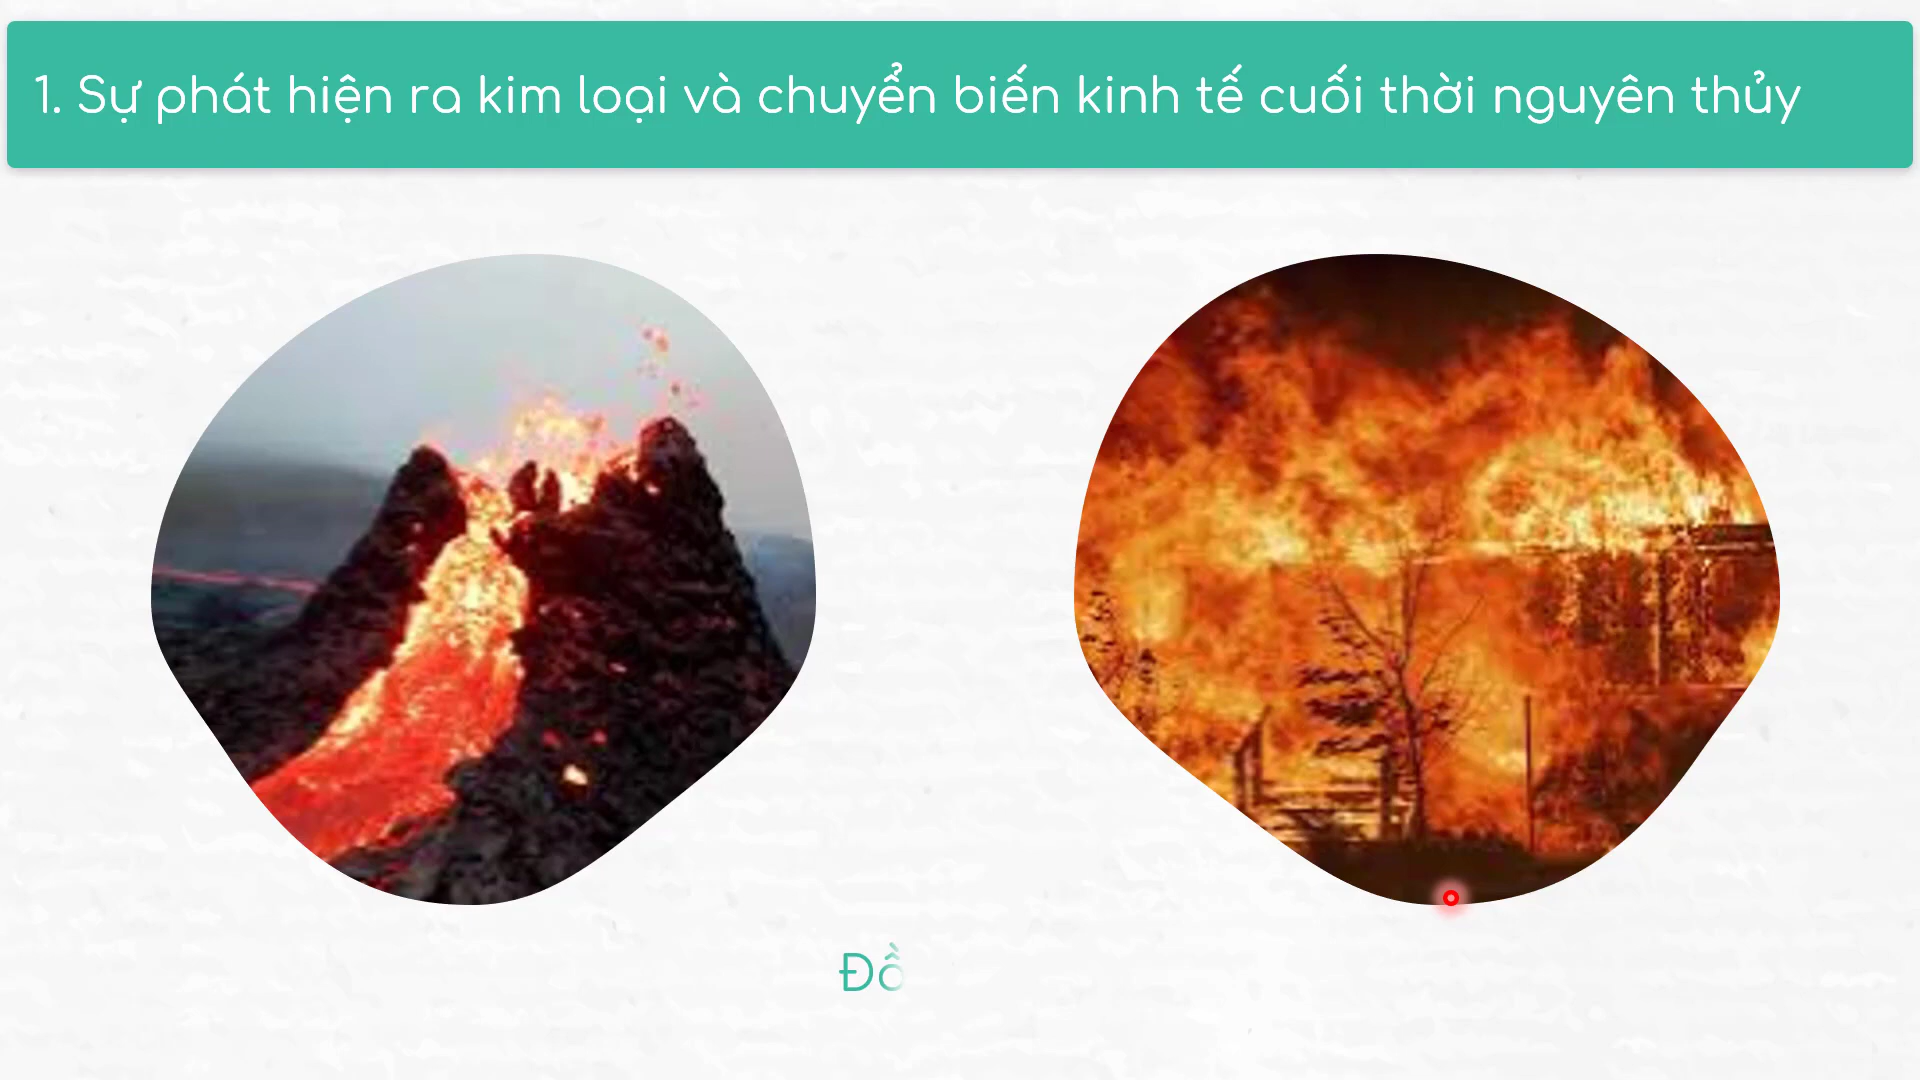 1. Sự phát hiện ra kim loại và chuyển biến kinh tế cuối thời nguyên thủy
Đồ